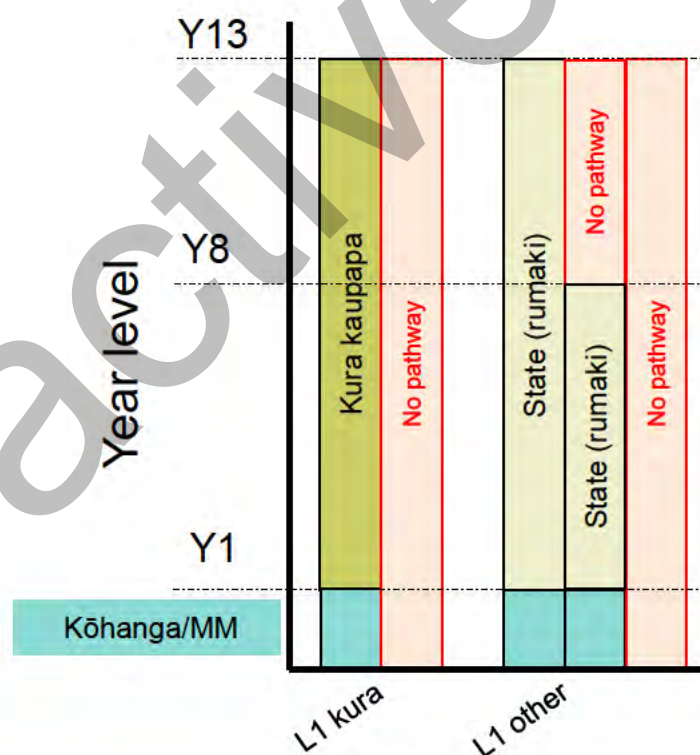 Y13
Y8
Y1
Year level
Kōhanga/MM
Kura kaupapa
No pathway
State (rumaki)
No pathway
State (rumaki)
No pathway
L1 kura
L1 other
active